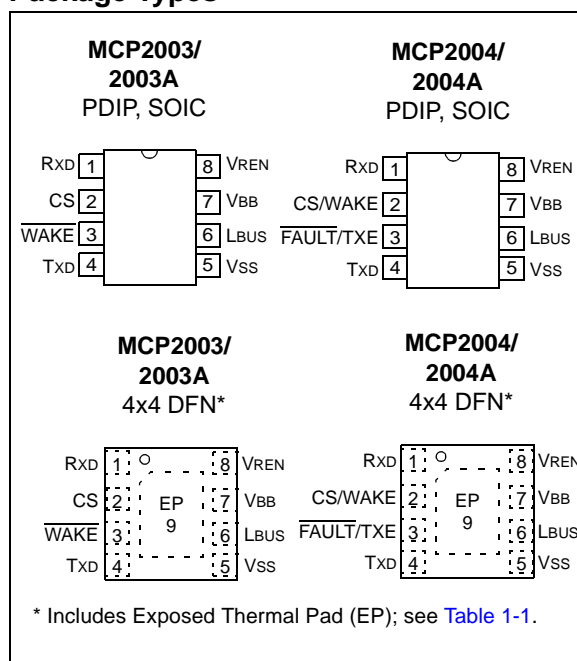 Package Types
MCP2003/
2003A
PDIP, SOIC
RXD 1
CS 2
WAKE 3
TXD 4
8 VREN
7 VBB
6 LBUS
5 VSS
MCP2004/
2004A
PDIP, SOIC
RXD 1
CS/WAKE 2
FAULT/TXE 3
TXD 4
8 VREN
7 VBB
6 LBUS
5 VSS
MCP2003/
2003A
4x4 DFN*
RXD 1
CS 2
WAKE 3
TXD 4
EP
9
8 VREN
7 VBB
6 LBUS
5 VSS
MCP2004/
2004A
4x4 DFN*
RXD 1
CS/WAKE 2
FAULT/TXE 3
TXD 4
EP
9
8 VREN
7 VBB
6 LBUS
5 VSS
* Includes Exposed Thermal Pad (EP); see Table 1-1.